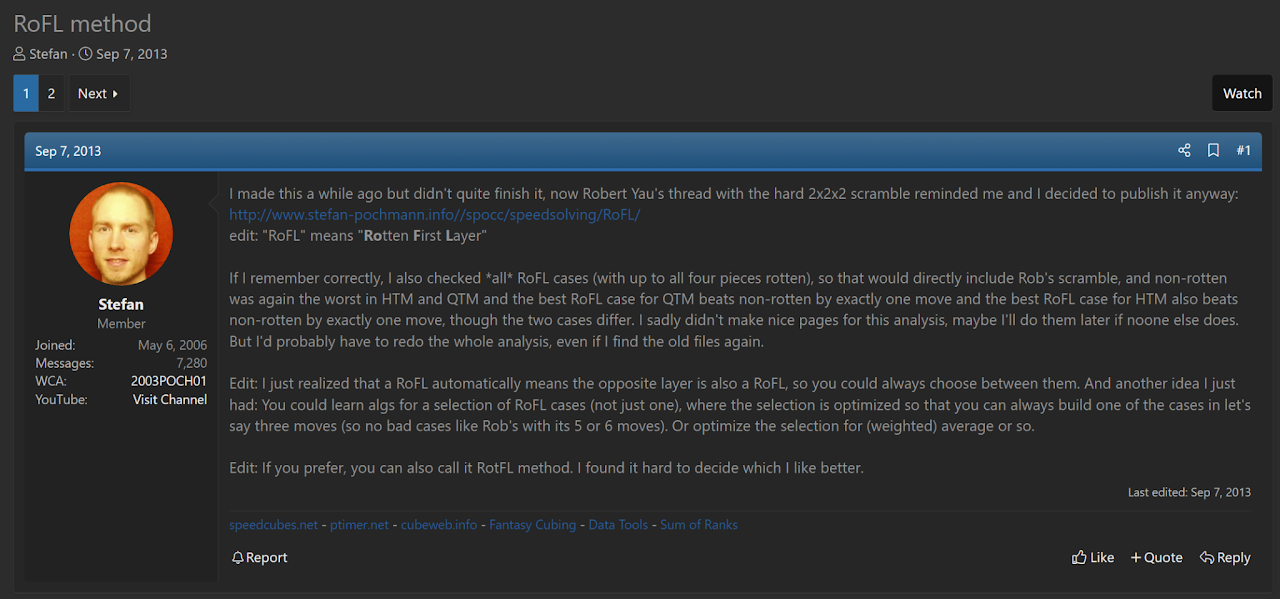 RoFL method
Stefan · Sep 7, 2013
1 2 Next
Watch
Sep 7, 2013
#1
Stefan
Member
Joined: May 6, 2006
Messages: 7,280
WCA: 2003POCH01
YouTube: Visit Channel
I made this a while ago but didn't quite finish it, now Robert Yau's thread with the hard 2x2x2 scramble reminded me and I decided to publish it anyway:
http://www.stefan-pochmann.info//spocc/speedsolving/RoFL/
edit: "RoFL" means "Rotten First Layer"
If I remember correctly, I also checked *all* RoFL cases (with up to all four pieces rotten), so that would directly include Rob's scramble, and non-rotten
was again the worst in HTM and QTM and the best RoFL case for QTM beats non-rotten by exactly one move and the best RoFL case for HTM also beats
non-rotten by exactly one move, though the two cases differ. I sadly didn't make nice pages for this analysis, maybe I'll do them later if noone else does.
But I'd probably have to redo the whole analysis, even if I find the old files again.
Edit: I just realized that a RoFL automatically means the opposite layer is also a RoFL, so you could always choose between them. And another idea I just
had: You could learn algs for a selection of RoFL cases (not just one), where the selection is optimized so that you can always build one of the cases in let's
say three moves (so no bad cases like Rob's with its 5 or 6 moves). Or optimize the selection for (weighted) average or so.
Edit: If you prefer, you can also call it RotFL method. I found it hard to decide which I like better.
Last edited: Sep 7, 2013
speedcubes.net - ptimer.net - cubeweb.info - Fantasy Cubing - Data Tools - Sum of Ranks
Report
Like + Quote Reply